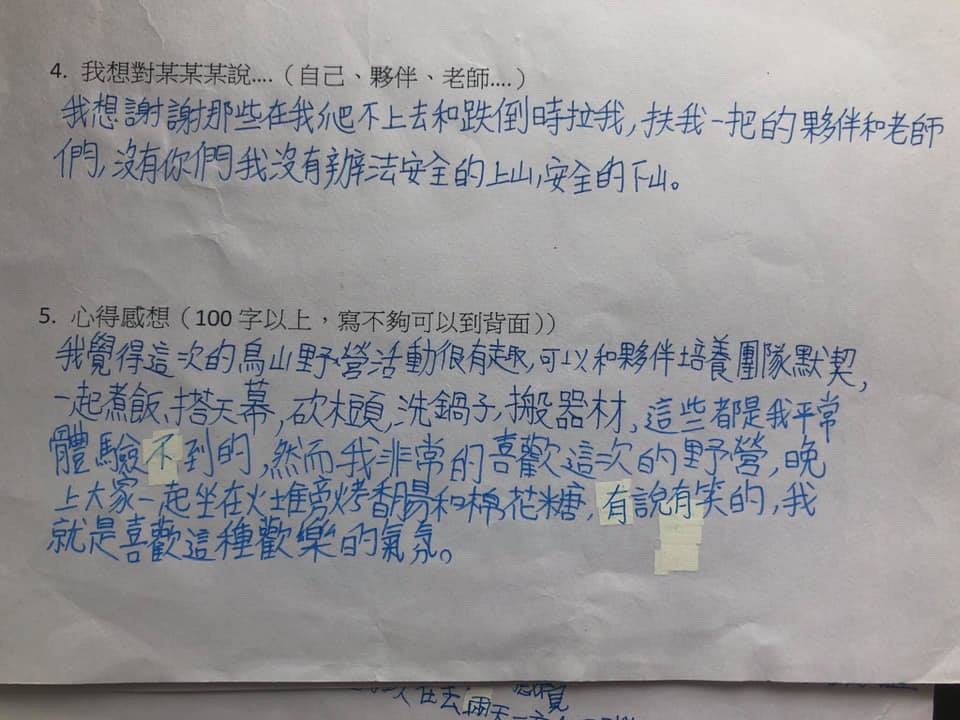 4. 我想對某某某說....（自己、夥伴、老師....）
我想謝謝那些在我爬不上去和跌倒時拉我,扶我一把的夥伴和老師
們,沒有你們我沒有辦法安全的上山,安全的下山。
5. 心得感想（100 字以上，寫不夠可以到背面））
我覺得這次的鳥山野營活動很有趣,可以和夥伴培養團隊默契,
一起煮飯、搭天幕,砍木頭,洗鍋子,搬器材,這些都是我平常
體驗不到的,然而我非常的喜歡這次的野營,晚
上大家一起坐在火堆旁烤香腸和棉花糖,有說有笑的,我
就是喜歡這種歡樂的氣氛。
在去兩天一